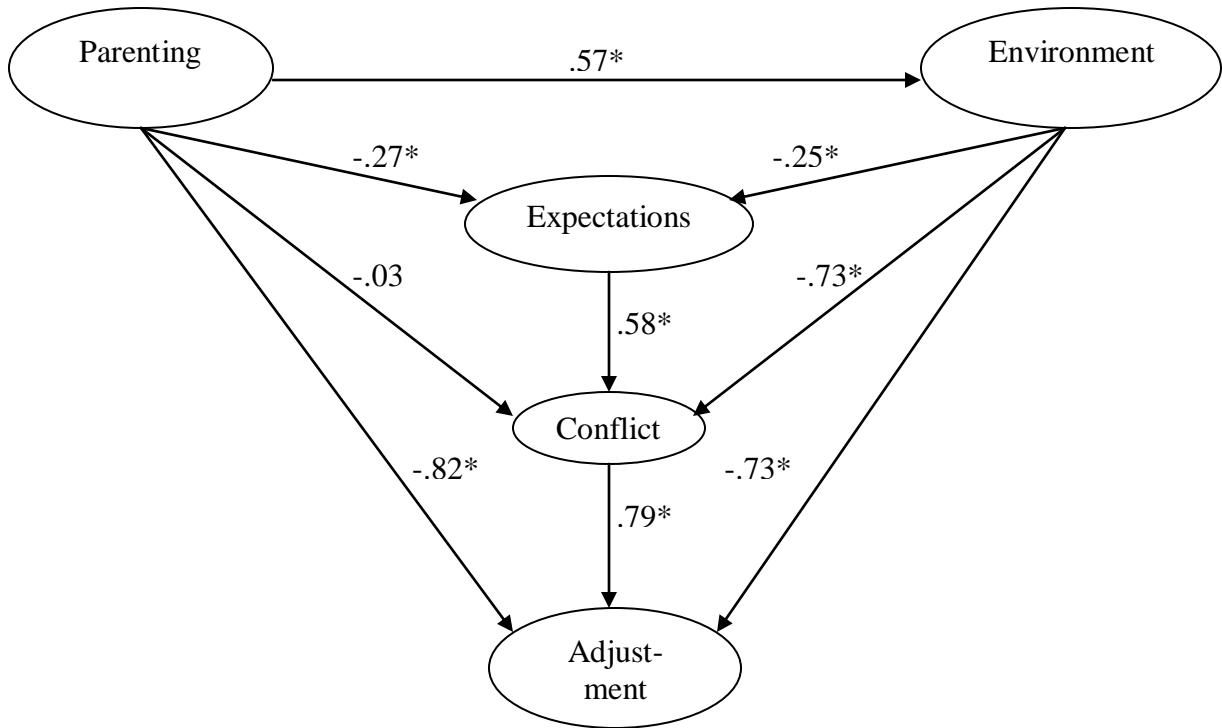 Parenting
Environment
.57*
-.27*
-.25*
Expectations
-.03
-.73*
.58*
Conflict
-.82*
-.73*
.79*
Adjust-
ment